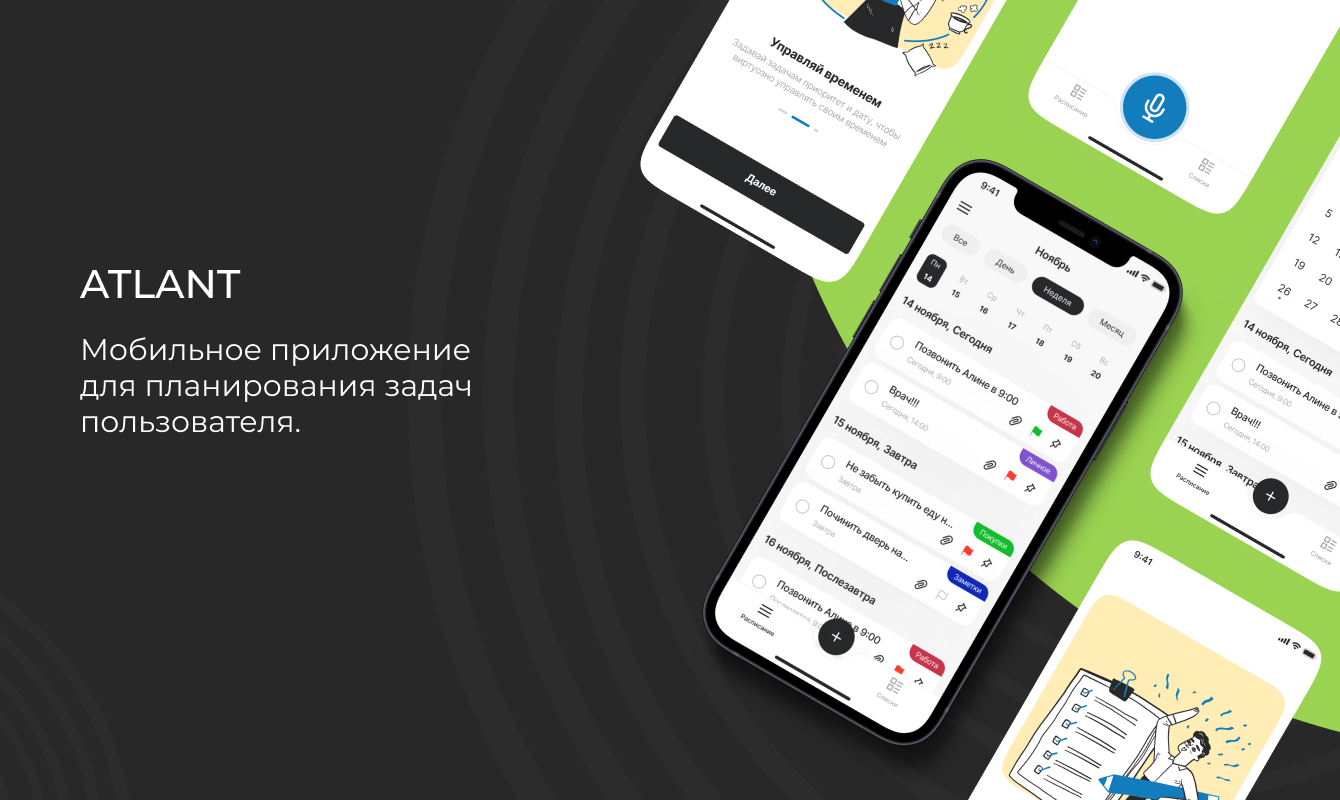 ATLANT
Мобильное приложение
для планирования задач
пользователя.
zzz
Управляй временем
Задавай задачам приоритет и дату, чтобы
виртуозно управлять своим временем
Далее
Расписание
Списки
9:41
Ноябрь
Все
День
Неделя
Месяц
Пн Вт Ср Чт Пт Сб Вс
14 15 16 17 18 19 20
14 ноября, Сегодня
Позвонить Алине в 9:00
Сегодня, 9:00
Работа
Врач!!!
Сегодня, 14:00
Личное
15 ноября, Завтра
Не забыть купить еду н...
Завтра
Покупки
Починить дверь на...
Завтра
Заметки
16 ноября, Послезавтра
Позвонить Алине в 9:00
Работа
Расписание
+
Списки
5
12
19 20
26 27
14 ноября, Сегодня
Позвонить Алине в 9:
Сегодня, 9:00
Врач!!!
Сегодня, 14:00
15 ноября, Завтра
Расписание
+
Списки
9:41